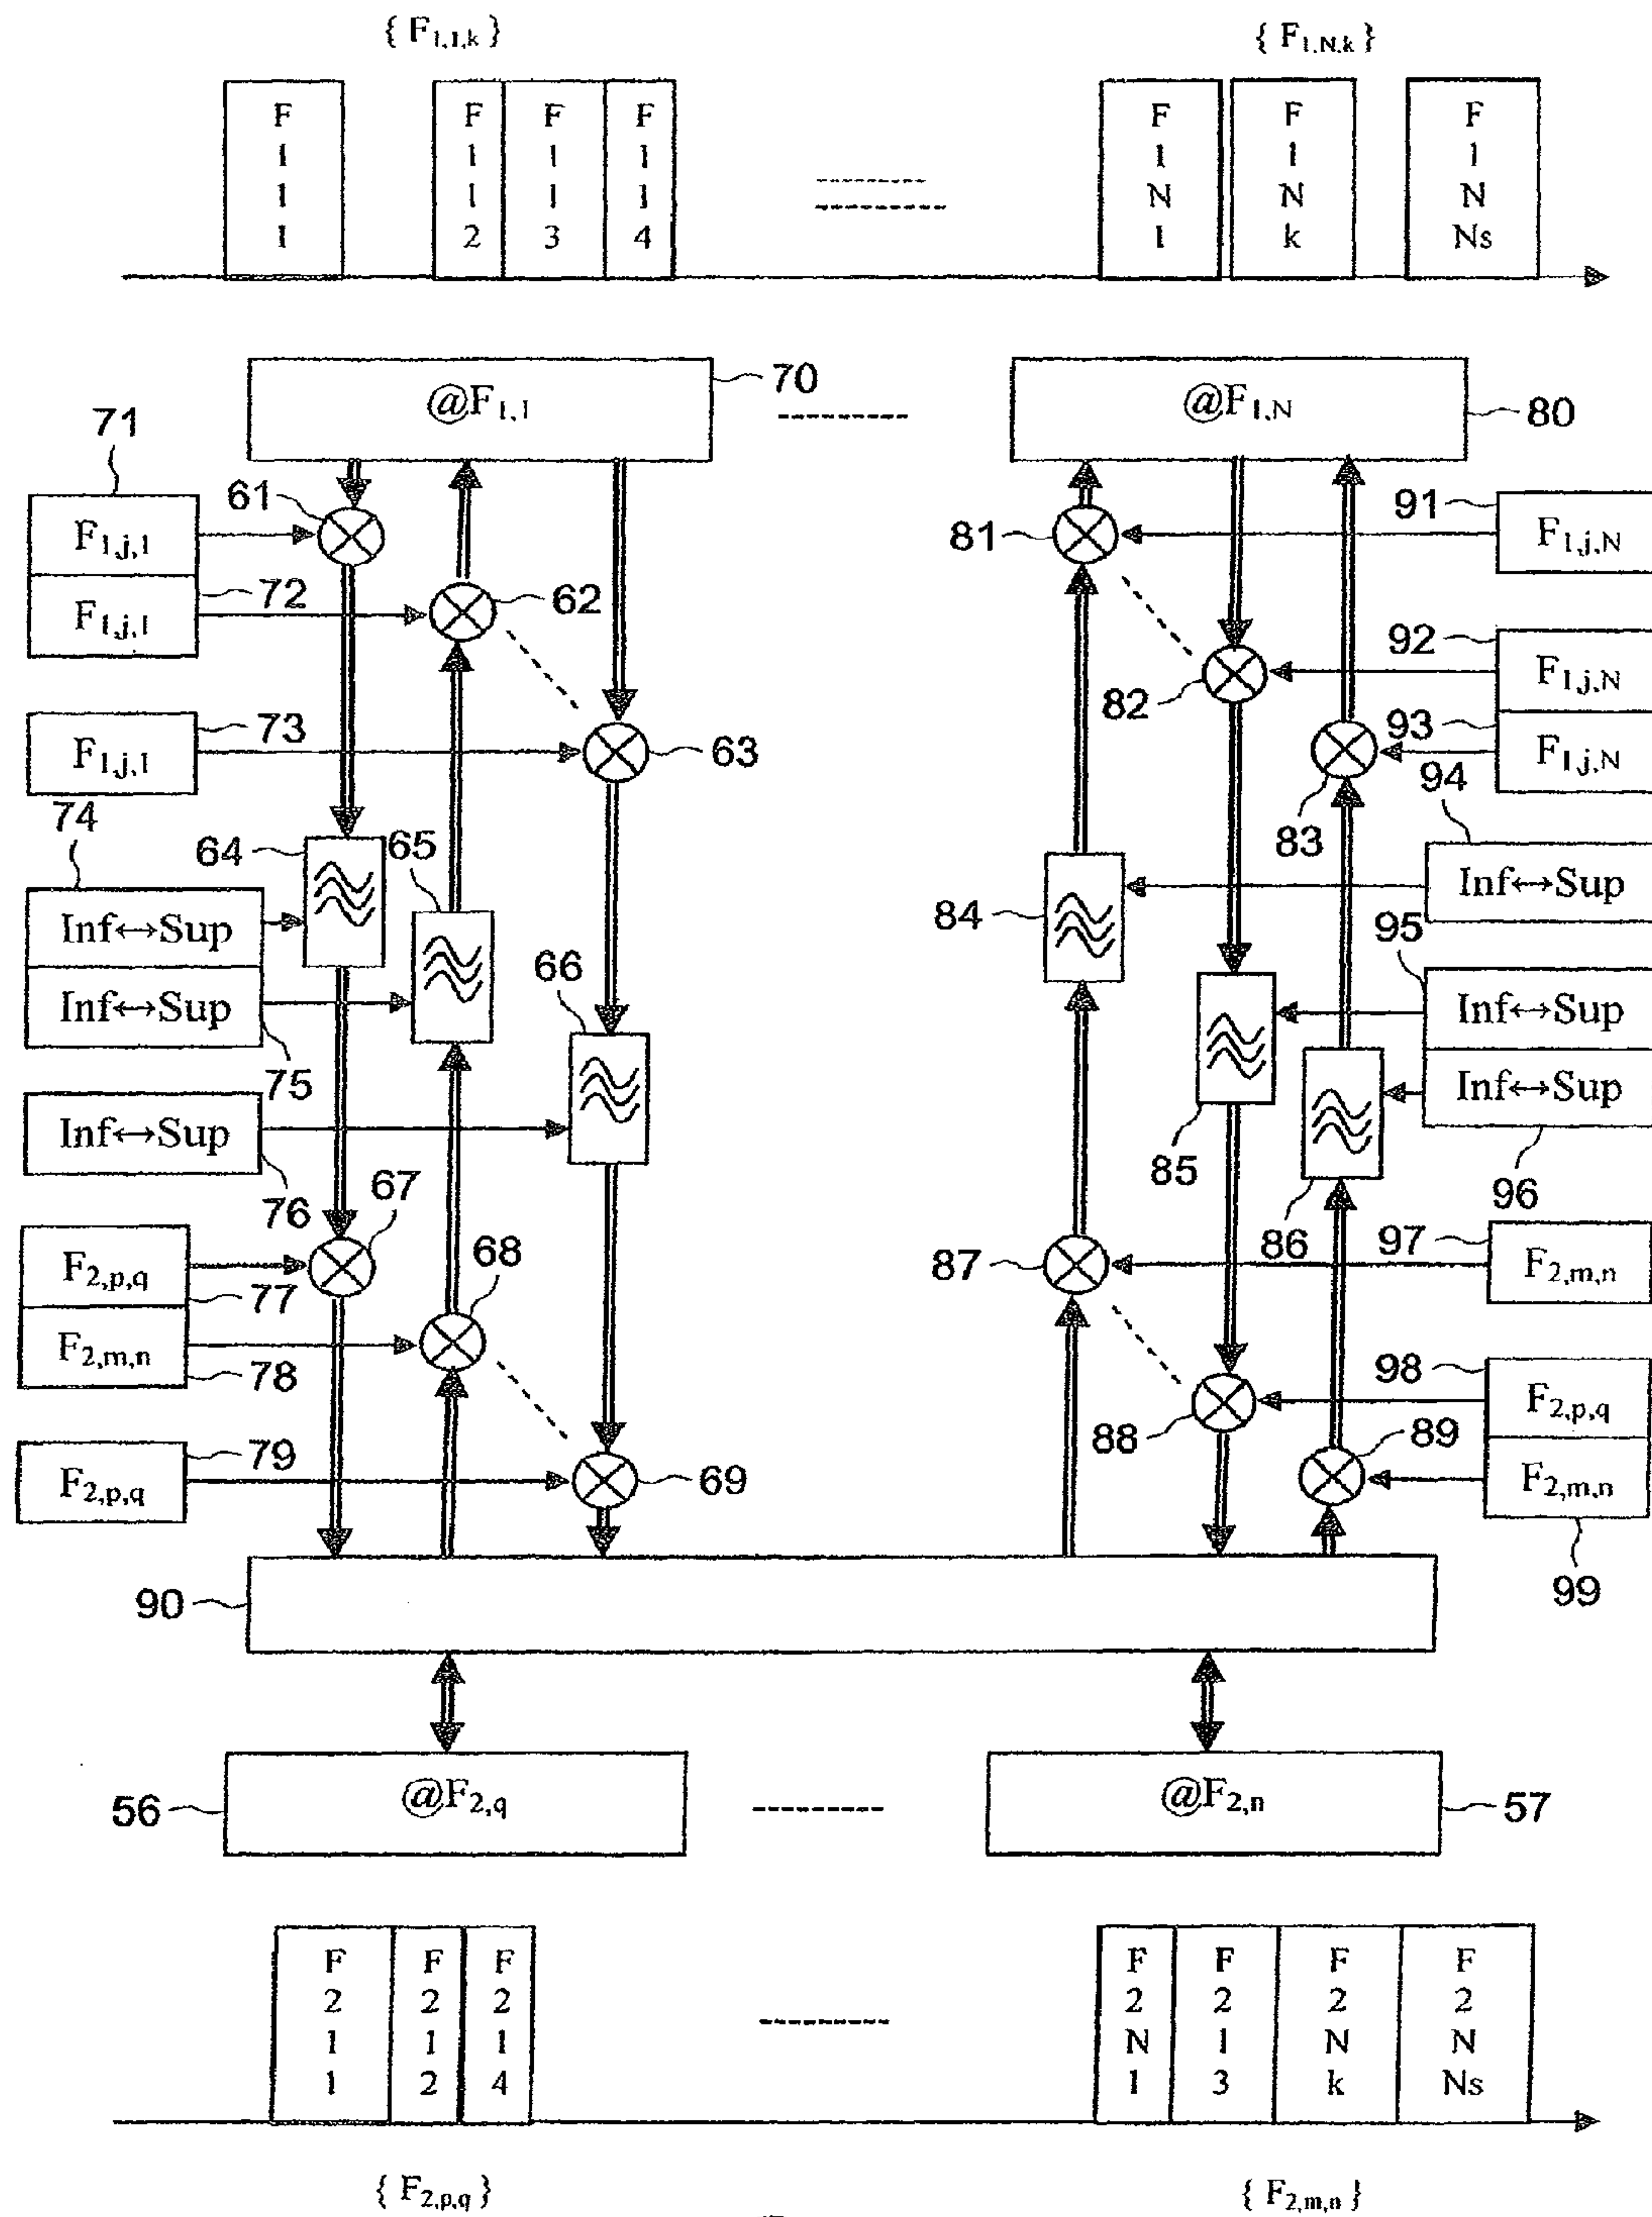 { F1,1,k }
{ F1,N,k }
F 1 1 1
F 1 1 2
F 1 1 3
F 1 1 4
F 1 N 1
F 1 N k
F 1 N Ns
@F1,1
70
@F1,N
80
71
F1,j,1
61
F1,j,1
72
62
F1,j,1
73
63
81
91
F1,j,N
82
92
F1,j,N
83
93
F1,j,N
74
64
65
Inf↔Sup
Inf↔Sup
75
66
Inf↔Sup
76
84
94
Inf↔Sup
95
Inf↔Sup
85
Inf↔Sup
96
86
67
F2,p,q
77
68
F2,m,n
78
F2,p,q
79
69
87
97
F2,m,n
88
98
F2,p,q
89
F2,m,n
99
90
56
@F2,q
@F2,n
57
F 2 1 1
F 2 1 2
F 2 1 4
F 2 N 1
F 2 1 3
F 2 N k
F 2 N Ns
{ F2,p,q }
{ F2,m,n }